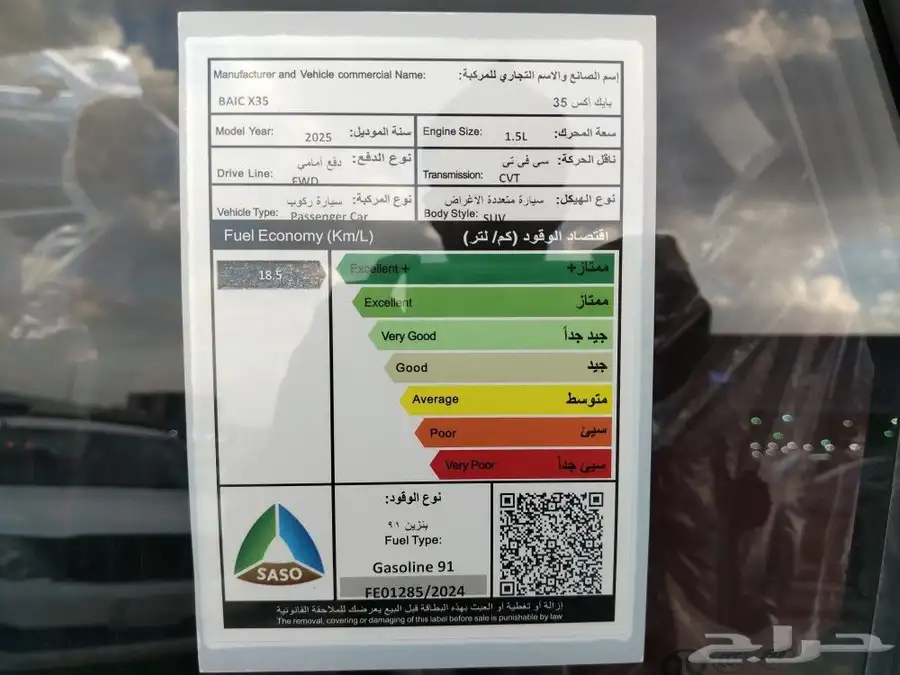 Manufacturer and Vehicle commercial Name: إسم الصانع والاسم التجاري للمركبة:
BAIC X35 بايك اكس 35
Model Year: 2025 سنة الموديل: Engine Size: 1.5L سعة المحرك:
Drive Line: دفع أمامي نوع الدفع: FWD Transmission: سي في تي ناقل الحركة: CVT
Vehicle Type: سيارة ركوب نوع المركبة: Passenger Car Body Style: سيارة متعددة الاغراض نوع الهيكل: SUV
Fuel Economy (Km/L) اقتصاد الوقود (كم/ لتر)
18.5 Excellent + ممتاز+
Excellent ممتاز
Very Good جيد جداً
Good جيد
Average متوسط
Poor سيئ
Very Poor سيئ جداً
SASO
نوع الوقود:
بنزين ٩١
Fuel Type:
Gasoline 91
FE01285/2024
إزالة أو تغطية أو العبث بهذه البطاقة قبل البيع يعرضك للملاحقة القانونية
The removal, covering or damaging of this label before sale is punishable by law
حراج